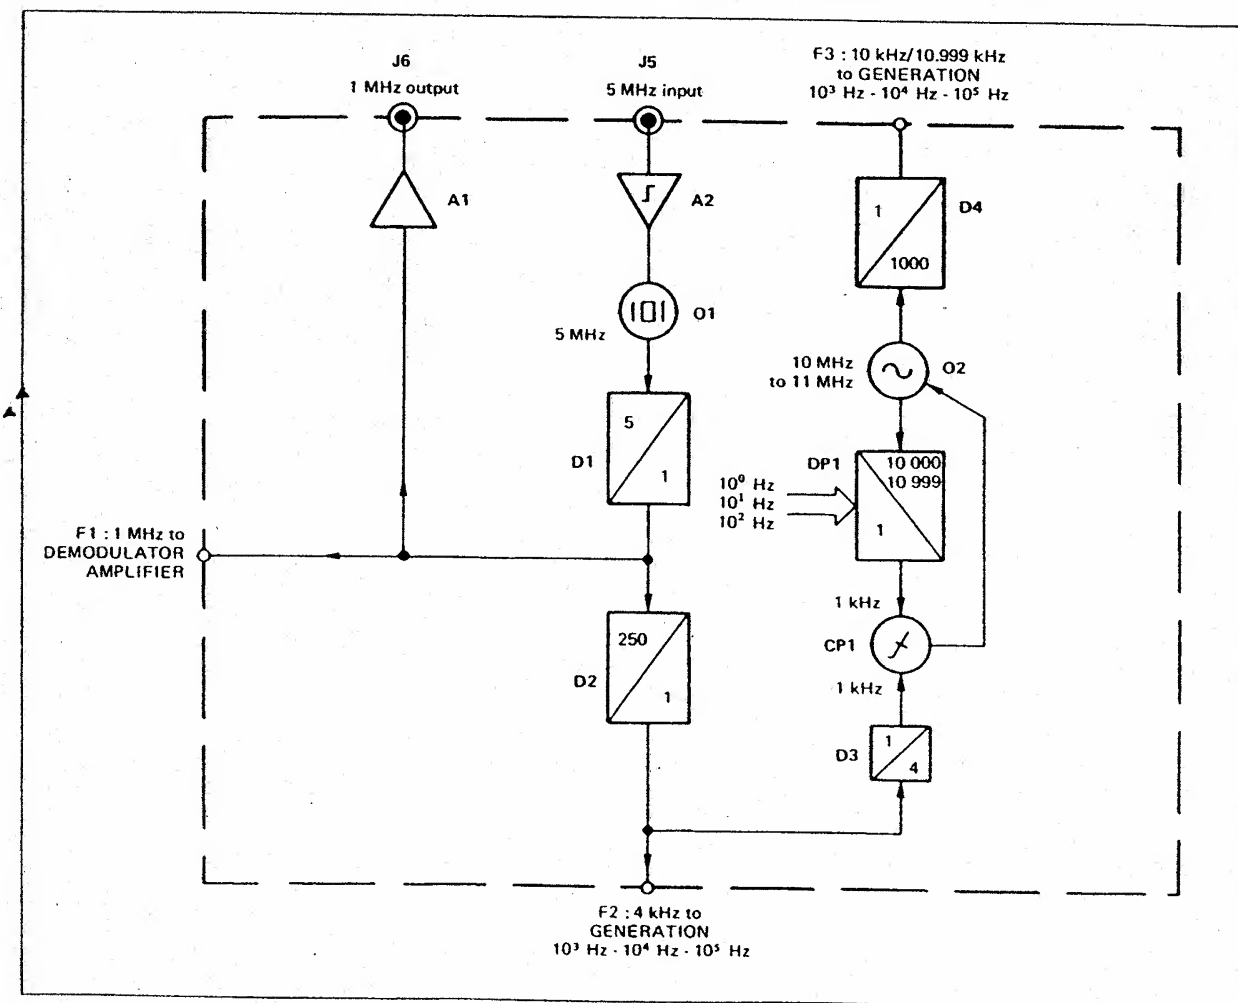 J6
1 MHz output
J5
5 MHz input
F3 : 10 kHz/10.999 kHz
to GENERATION
10³ Hz - 10⁴ Hz - 10⁵ Hz
A1
A2
1
1000
D4
5 MHz
O1
10 MHz
to 11 MHz
O2
5
1
D1
DP1
10 000
10 999
1
10⁰ Hz
10¹ Hz
10² Hz
F1 : 1 MHz to
DEMODULATOR
AMPLIFIER
1 kHz
CP1
1 kHz
250
1
D2
D3
1
4
F2 : 4 kHz to
GENERATION
10³ Hz - 10⁴ Hz - 10⁵ Hz